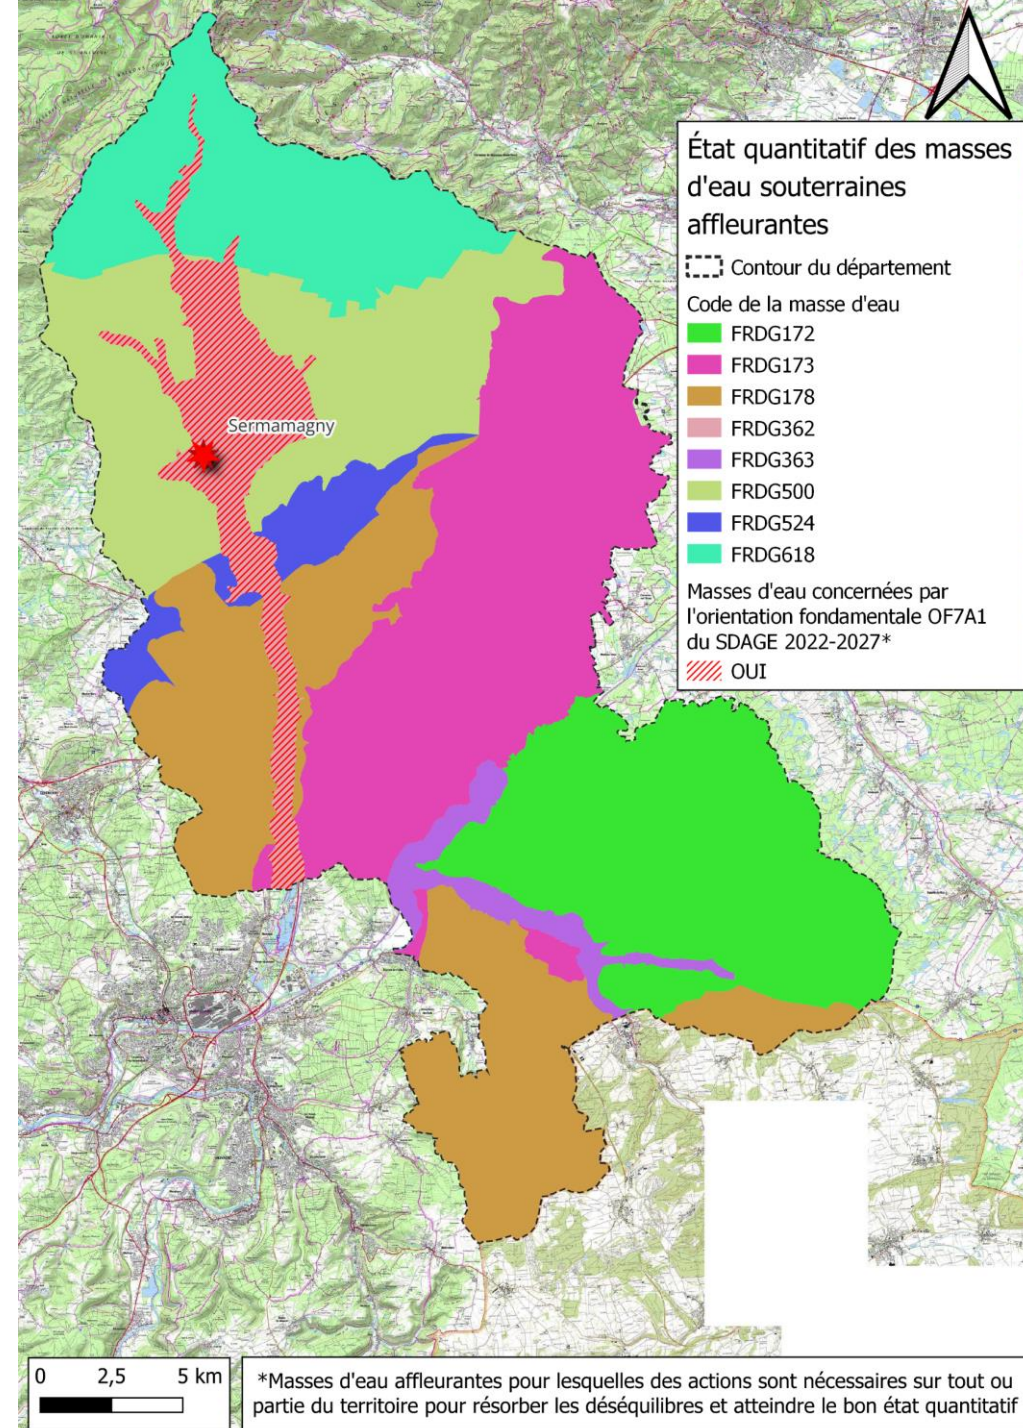 État quantitatif des masses
d'eau souterraines
affleurantes
Contour du département
Code de la masse d'eau
FRDG172
FRDG173
FRDG178
FRDG362
FRDG363
FRDG500
FRDG524
FRDG618
Masses d'eau concernées par
l'orientation fondamentale OF7A1
du SDAGE 2022-2027*
OUI
Sermamagny
0 2,5 5 km
*Masses d'eau affleurantes pour lesquelles des actions sont nécessaires sur tout ou
partie du territoire pour résorber les déséquilibres et atteindre le bon état quantitatif